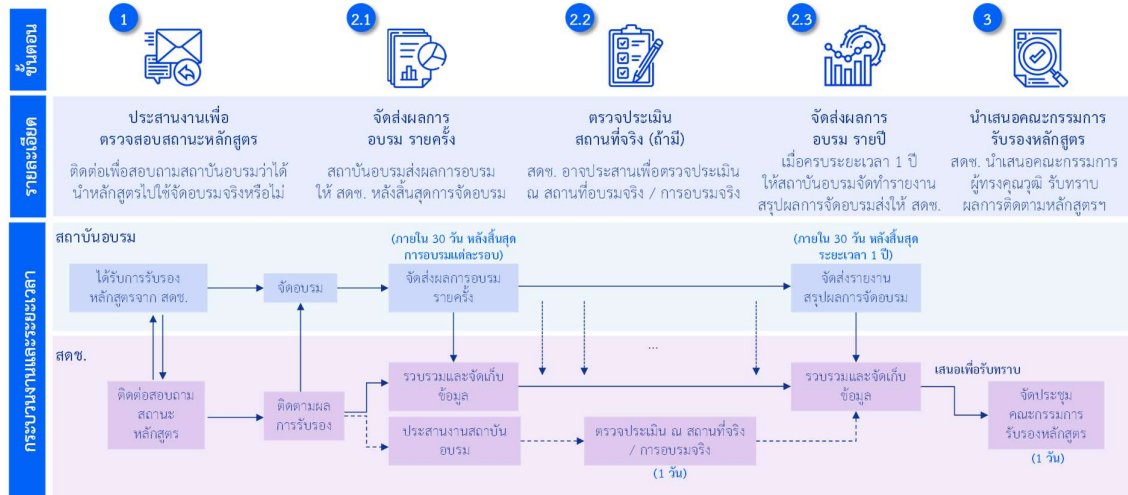 ขั้นตอน
1
2.1
2.2
2.3
3
รายละเอียด
ประสานงานเพื่อ
ตรวจสอบสถานะหลักสูตร
ติดต่อเพื่อสอบถามสถาบันอบรมว่าได้
นำหลักสูตรไปใช้จัดอบรมจริงหรือไม่
จัดส่งผลการ
อบรม รายครั้ง
สถาบันอบรมส่งผลการอบรม
ให้ สดช. หลังสิ้นสุดการจัดอบรม
ตรวจประเมิน
สถานที่จริง (ถ้ามี)
สดช. อาจประสานเพื่อตรวจประเมิน
ณ สถานที่อบรมจริง / การอบรมจริง
จัดส่งผลการ
อบรม รายปี
เมื่อครบระยะเวลา 1 ปี
ให้สถาบันอบรมจัดทำรายงาน
สรุปผลการจัดอบรมส่งให้ สดช.
นำเสนอคณะกรรมการ
รับรองหลักสูตร
สดช. นำเสนอคณะกรรมการ
ผู้ทรงคุณวุฒิ รับทราบ
ผลการติดตามหลักสูตรฯ
กระบวนงานและระยะเวลา
สถาบันอบรม
ได้รับการรับรอง
หลักสูตรจาก สดช.
จัดอบรม
(ภายใน 30 วัน หลังสิ้นสุด
การอบรมแต่ละรอบ)
จัดส่งผลการอบรม
รายครั้ง
(ภายใน 30 วัน หลังสิ้นสุด
ระยะเวลา 1 ปี)
จัดส่งรายงาน
สรุปผลการจัดอบรม
...
สดช.
ติดต่อสอบถาม
สถานะ
หลักสูตร
ติดตามผล
การรับรอง
รวบรวมและจัดเก็บ
ข้อมูล
ประสานงานสถาบัน
อบรม
ตรวจประเมิน ณ สถานที่จริง
/ การอบรมจริง
(1 วัน)
รวบรวมและจัดเก็บ
ข้อมูล
เสนอเพื่อรับทราบ
จัดประชุม
คณะกรรมการ
รับรองหลักสูตร
(1 วัน)